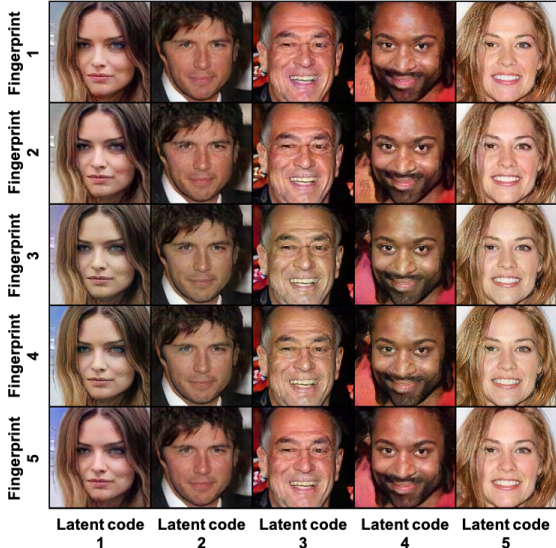 Fingerprint
1
Fingerprint
2
Fingerprint
3
Fingerprint
4
Fingerprint
5
Latent code
1
Latent code
2
Latent code
3
Latent code
4
Latent code
5